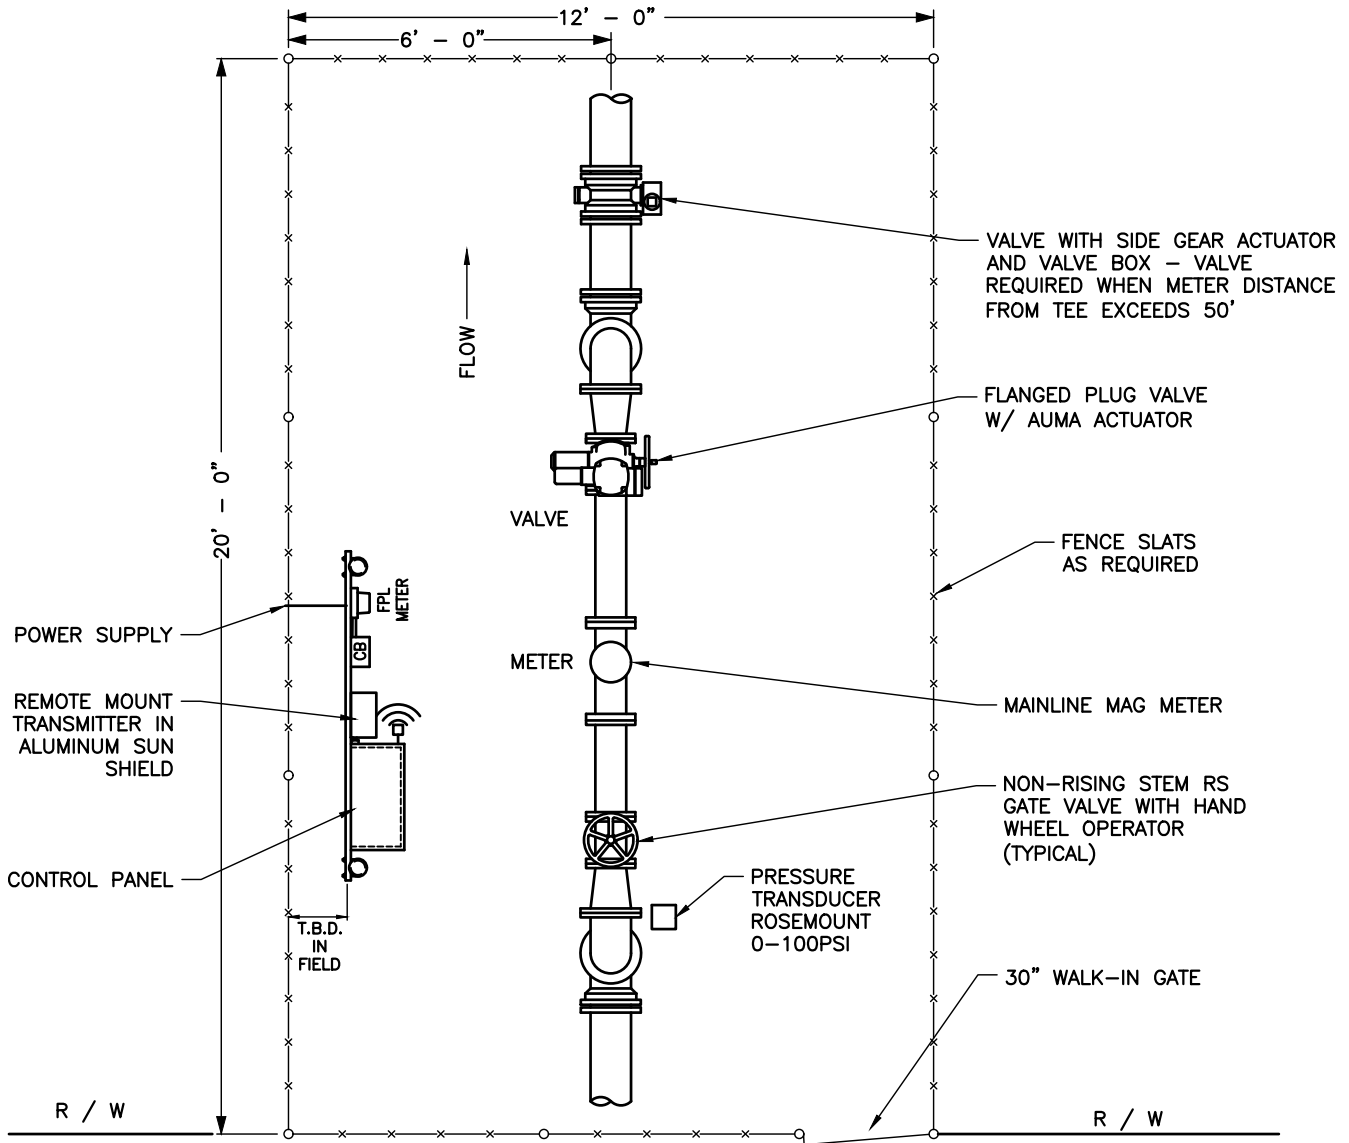 12' - 0"
6' - 0"
VALVE WITH SIDE GEAR ACTUATOR
AND VALVE BOX - VALVE
REQUIRED WHEN METER DISTANCE
FROM TEE EXCEEDS 50'
FLOW
FLANGED PLUG VALVE
W/ AUMA ACTUATOR
20' - 0"
VALVE
FENCE SLATS
AS REQUIRED
FPL
METER
POWER SUPPLY
CB
METER
REMOTE MOUNT
TRANSMITTER IN
ALUMINUM SUN
SHIELD
MAINLINE MAG METER
NON-RISING STEM RS
GATE VALVE WITH HAND
WHEEL OPERATOR
(TYPICAL)
CONTROL PANEL
PRESSURE
TRANSDUCER
ROSEMOUNT
0-100PSI
T.B.D.
IN
FIELD
30" WALK-IN GATE
R / W
R / W